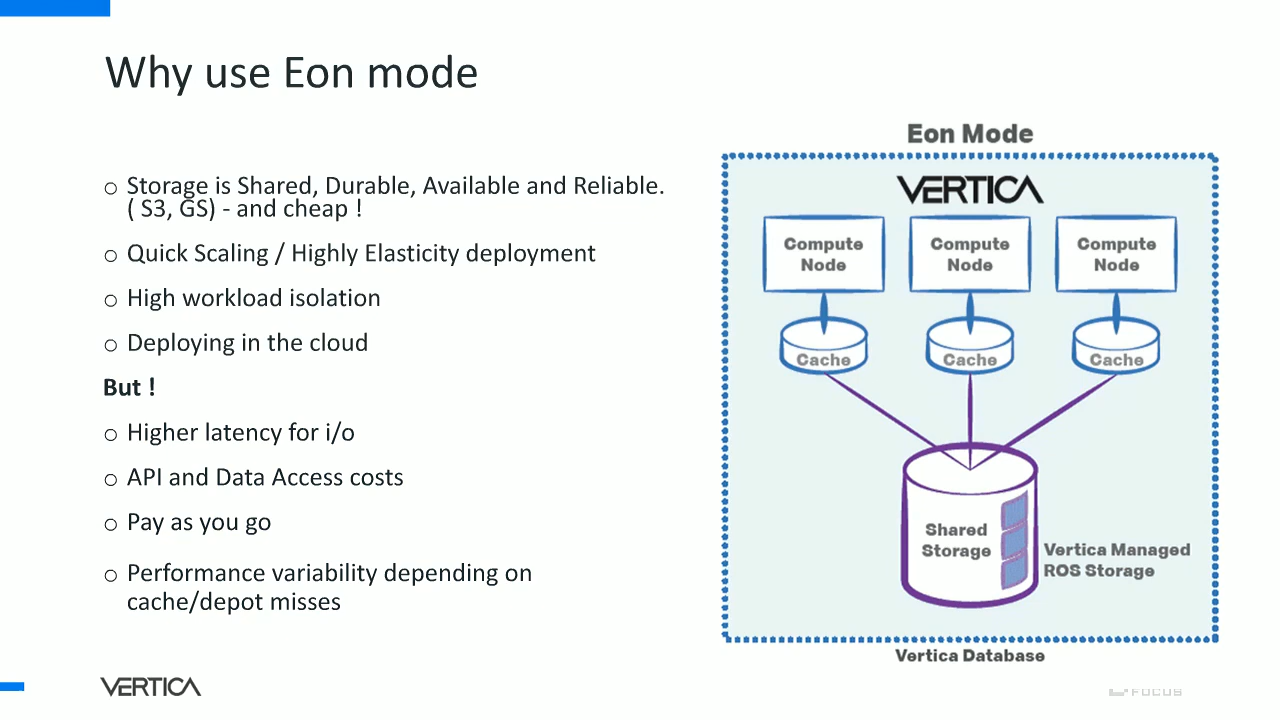 Why use Eon mode
○ Storage is Shared, Durable, Available and Reliable.
( S3, GS) - and cheap !
○ Quick Scaling / Highly Elasticity deployment
○ High workload isolation
○ Deploying in the cloud
But !
○ Higher latency for i/o
○ API and Data Access costs
○ Pay as you go
○ Performance variability depending on
cache/depot misses
Eon Mode
VERTICA
Compute
Node
Compute
Node
Compute
Node
Cache
Cache
Cache
Shared
Storage
Vertica Managed
ROS Storage
Vertica Database
VERTICA
FOCUS